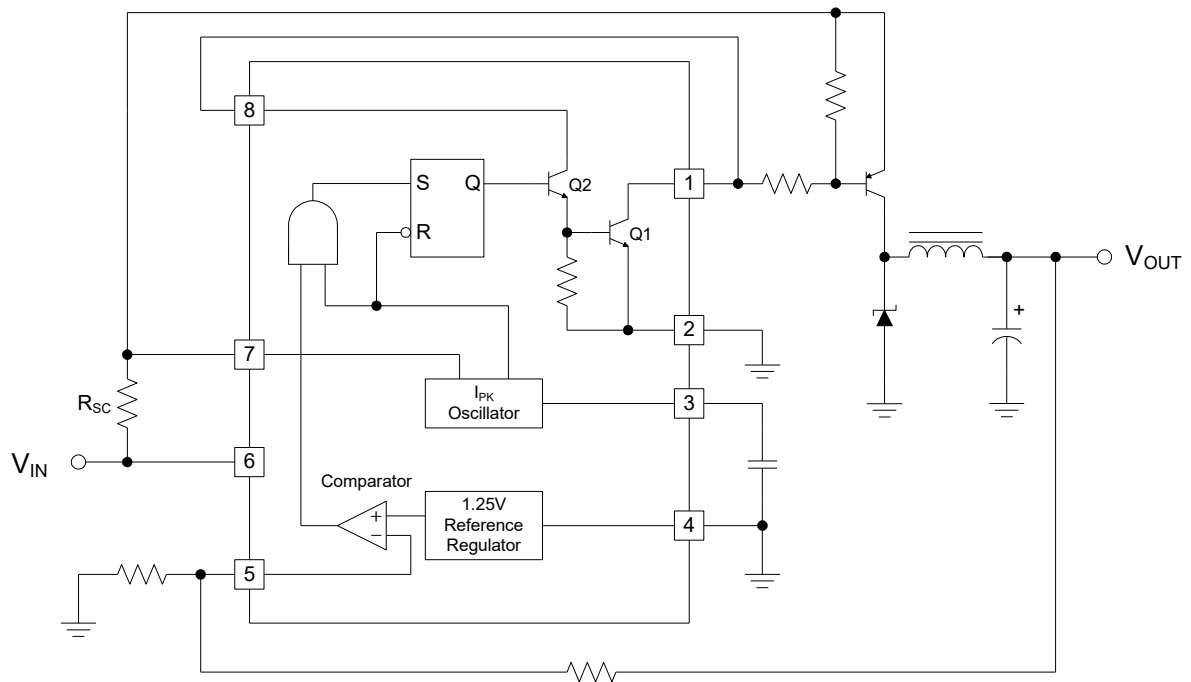 8
S Q
Q2
1
R
Q1
2
7
I_PK
Oscillator
3
R_SC
V_IN
6
Comparator
1.25V
Reference
Regulator
4
+
−
5
+
V_OUT